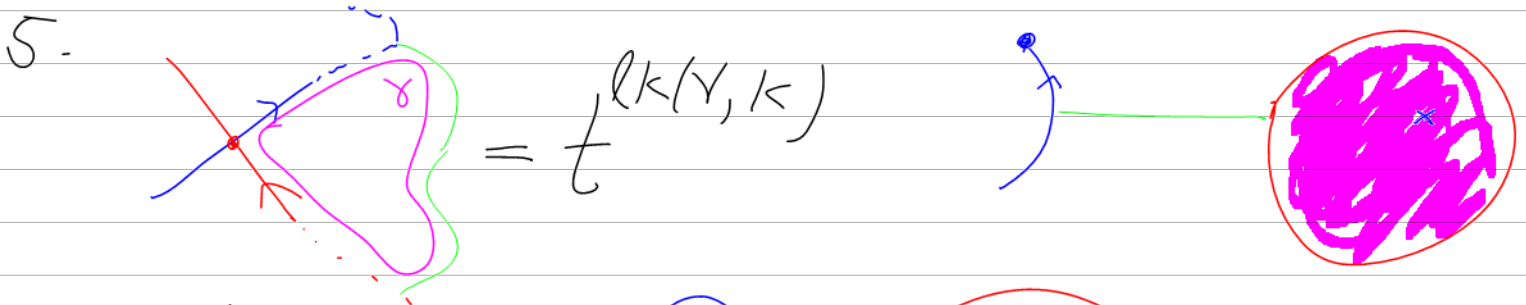 5.
γ
= t^{lk(γ, K)}